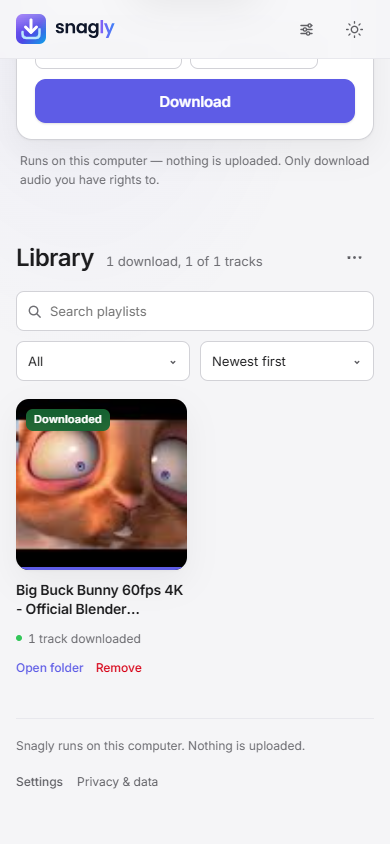 snagly
Download
Runs on this computer — nothing is uploaded. Only download
audio you have rights to.
Library 1 download, 1 of 1 tracks
Search playlists
All
Newest first
Downloaded
Big Buck Bunny 60fps 4K
- Official Blender...
1 track downloaded
Open folder Remove
Snagly runs on this computer. Nothing is uploaded.
Settings Privacy & data